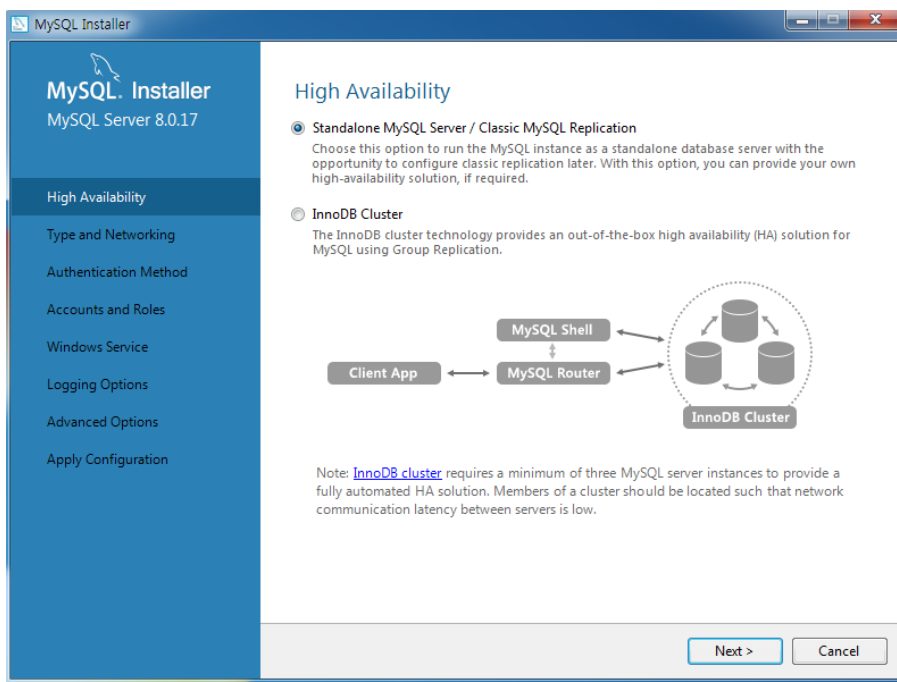 MySQL Installer
MySQL. Installer
MySQL Server 8.0.17
High Availability
Type and Networking
Authentication Method
Accounts and Roles
Windows Service
Logging Options
Advanced Options
Apply Configuration
High Availability
Standalone MySQL Server / Classic MySQL Replication
Choose this option to run the MySQL instance as a standalone database server with the
opportunity to configure classic replication later. With this option, you can provide your own
high-availability solution, if required.
InnoDB Cluster
The InnoDB cluster technology provides an out-of-the-box high availability (HA) solution for
MySQL using Group Replication.
MySQL Shell
Client App
MySQL Router
InnoDB Cluster
Note: InnoDB cluster requires a minimum of three MySQL server instances to provide a
fully automated HA solution. Members of a cluster should be located such that network
communication latency between servers is low.
Next >
Cancel